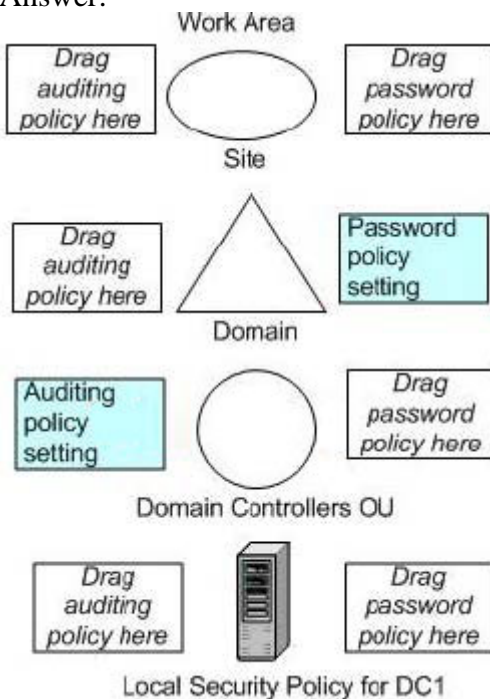 Answer:
Work Area
Drag
auditing
policy here
Drag
password
policy here
Site
Drag
auditing
policy here
Password
policy
setting
Domain
Auditing
policy
setting
Drag
password
policy here
Domain Controllers OU
Drag
auditing
policy here
Drag
password
policy here
Local Security Policy for DC1